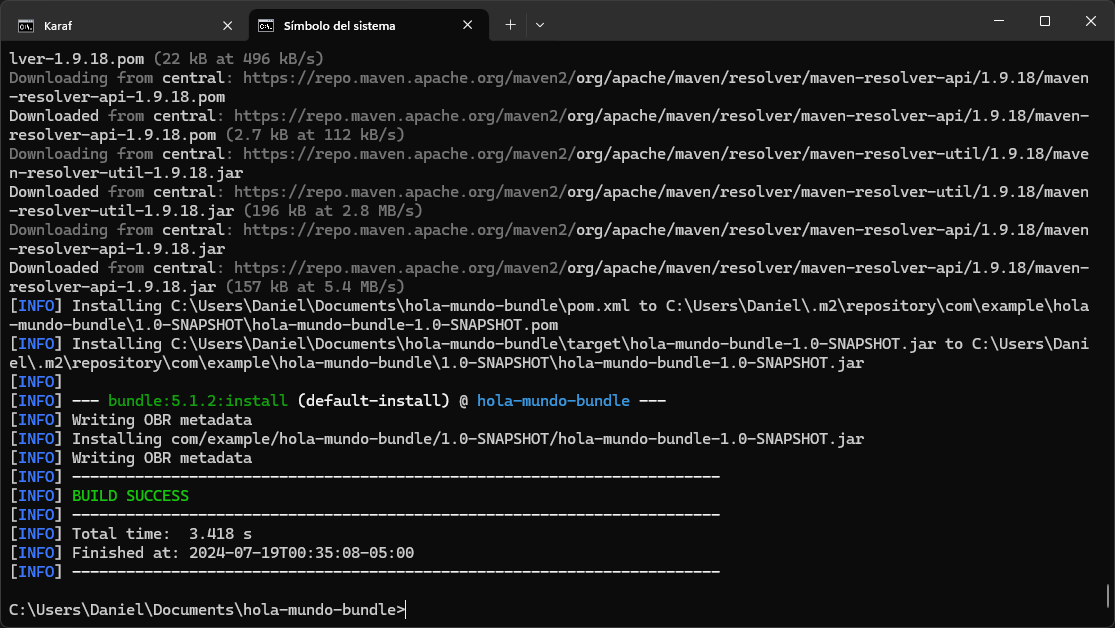 Karaf
Símbolo del sistema
lver-1.9.18.pom (22 kB at 496 kB/s)
Downloading from central: https://repo.maven.apache.org/maven2/org/apache/maven/resolver/maven-resolver-api/1.9.18/maven
-resolver-api-1.9.18.pom
Downloaded from central: https://repo.maven.apache.org/maven2/org/apache/maven/resolver/maven-resolver-api/1.9.18/maven-
resolver-api-1.9.18.pom (2.7 kB at 112 kB/s)
Downloading from central: https://repo.maven.apache.org/maven2/org/apache/maven/resolver/maven-resolver-util/1.9.18/mave
n-resolver-util-1.9.18.jar
Downloaded from central: https://repo.maven.apache.org/maven2/org/apache/maven/resolver/maven-resolver-util/1.9.18/maven
-resolver-util-1.9.18.jar (196 kB at 2.8 MB/s)
Downloading from central: https://repo.maven.apache.org/maven2/org/apache/maven/resolver/maven-resolver-api/1.9.18/maven
-resolver-api-1.9.18.jar
Downloaded from central: https://repo.maven.apache.org/maven2/org/apache/maven/resolver/maven-resolver-api/1.9.18/maven-
resolver-api-1.9.18.jar (157 kB at 5.4 MB/s)
[INFO] Installing C:\Users\Daniel\Documents\hola-mundo-bundle\pom.xml to C:\Users\Daniel\.m2\repository\com\example\hola
-mundo-bundle\1.0-SNAPSHOT\hola-mundo-bundle-1.0-SNAPSHOT.pom
[INFO] Installing C:\Users\Daniel\Documents\hola-mundo-bundle\target\hola-mundo-bundle-1.0-SNAPSHOT.jar to C:\Users\Dani
el\.m2\repository\com\example\hola-mundo-bundle\1.0-SNAPSHOT\hola-mundo-bundle-1.0-SNAPSHOT.jar
[INFO]
[INFO] --- bundle:5.1.2:install (default-install) @ hola-mundo-bundle ---
[INFO] Writing OBR metadata
[INFO] Installing com/example/hola-mundo-bundle/1.0-SNAPSHOT/hola-mundo-bundle-1.0-SNAPSHOT.jar
[INFO] Writing OBR metadata
[INFO] ------------------------------------------------------------------------
[INFO] BUILD SUCCESS
[INFO] ------------------------------------------------------------------------
[INFO] Total time:  3.418 s
[INFO] Finished at: 2024-07-19T00:35:08-05:00
[INFO] ------------------------------------------------------------------------
C:\Users\Daniel\Documents\hola-mundo-bundle>